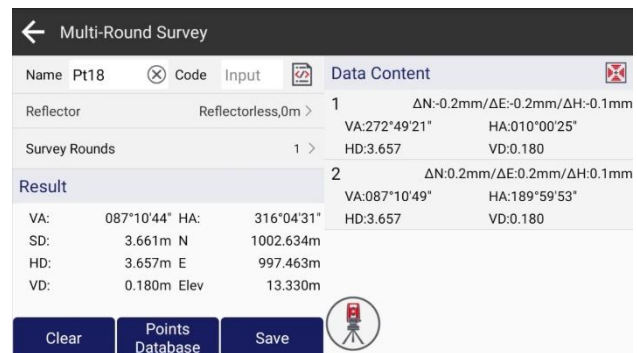 Multi-Round Survey
Name Pt18 Code Input
Reflector Reflectorless,0m >
Survey Rounds 1 >
Result
VA: 087°10'44" HA: 316°04'31"
SD: 3.661m N 1002.634m
HD: 3.657m E 997.463m
VD: 0.180m Elev 13.330m
Clear
Points
Database
Save
Data Content
1 ΔN:-0.2mm/ΔE:-0.2mm/ΔH:-0.1mm
VA:272°49'21" HA:010°00'25"
HD:3.657 VD:0.180
2 ΔN:0.2mm/ΔE:0.2mm/ΔH:0.1mm
VA:087°10'49" HA:189°59'53"
HD:3.657 VD:0.180